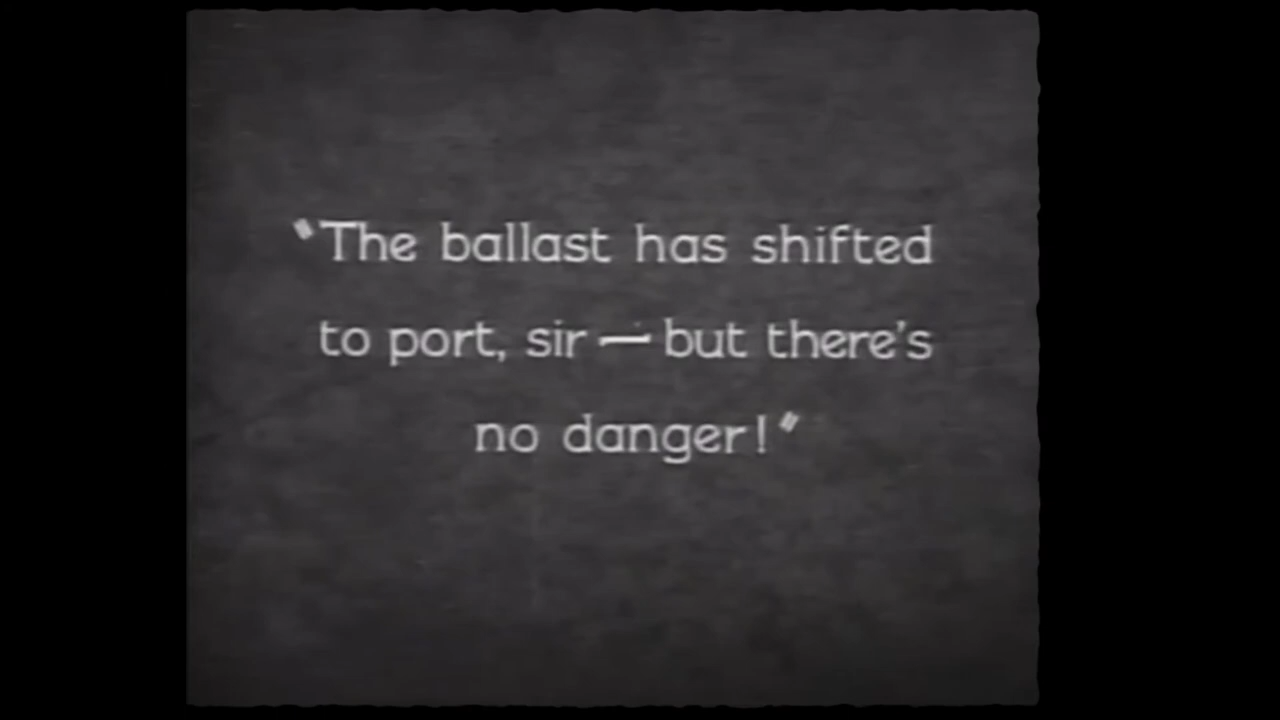 "The ballast has shifted
to port, sir — but there's
no danger!"